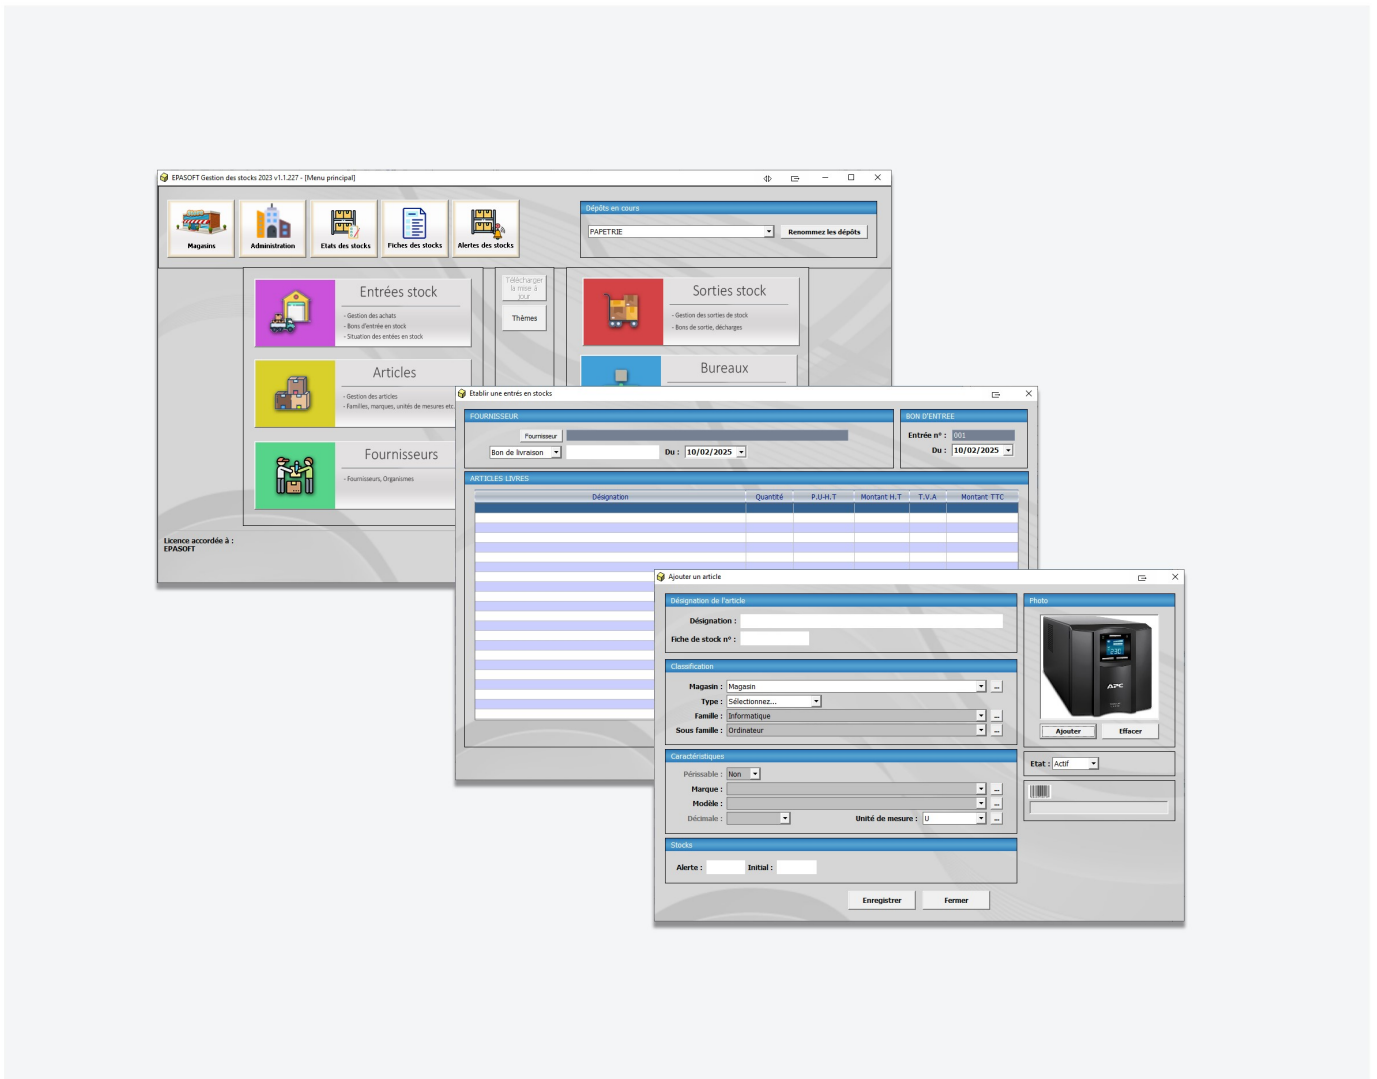 EPASOFT Gestion des stocks 2023 v1.1.227 - [Menu principal]
Magasins
Administration
Etats des stocks
Fiches des stocks
Alertes des stocks
Dépôts en cours
PAPETRIE
Renommez les dépôts
Entrées stock
- Gestion des achats
- Bons d'entrée en stock
- Situation des entées en stock
Télécharger
la mise à
jour
Thèmes
Sorties stock
- Gestion des sorties de stock
- Bons de sortie, décharges
Articles
- Gestion des articles
- Familles, marques, unités de mesures etc.
Bureaux
Fournisseurs
- Fournisseurs, Organismes
Licence accordée à :
EPASOFT
Etablir une entrés en stocks
FOURNISSEUR
Fournisseur
Bon de livraison
Du : 10/02/2025
BON D'ENTREE
Entrée n° : 001
Du : 10/02/2025
ARTICLES LIVRES
Désignation Quantité P.U-H.T Montant H.T T.V.A Montant TTC
Ajouter un article
Désignation de l'article
Désignation :
Fiche de stock n° :
Classification
Magasin : Magasin ...
Type : Sélectionnez...
Famille : Informatique ...
Sous famille : Ordinateur ...
Caractéristiques
Périssable : Non
Marque : ...
Modèle : ...
Décimale :
Unité de mesure : U ...
Stocks
Alerte :
Initial :
Enregistrer
Fermer
Photo
230
APC
Ajouter
Effacer
Etat : Actif